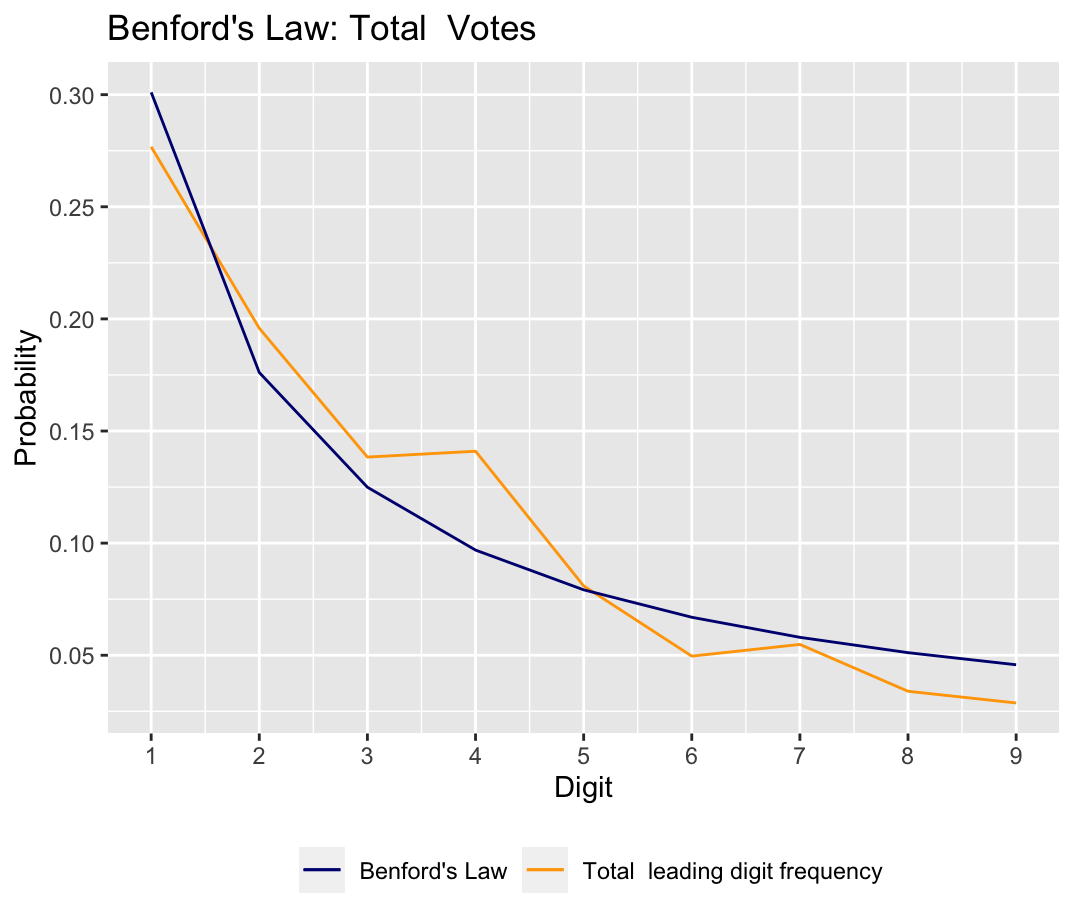 Benford's Law: Total  Votes
0.30
0.25
0.20
0.15
0.10
0.05
Probability
1 2 3 4 5 6 7 8 9
Digit
Benford's Law Total  leading digit frequency